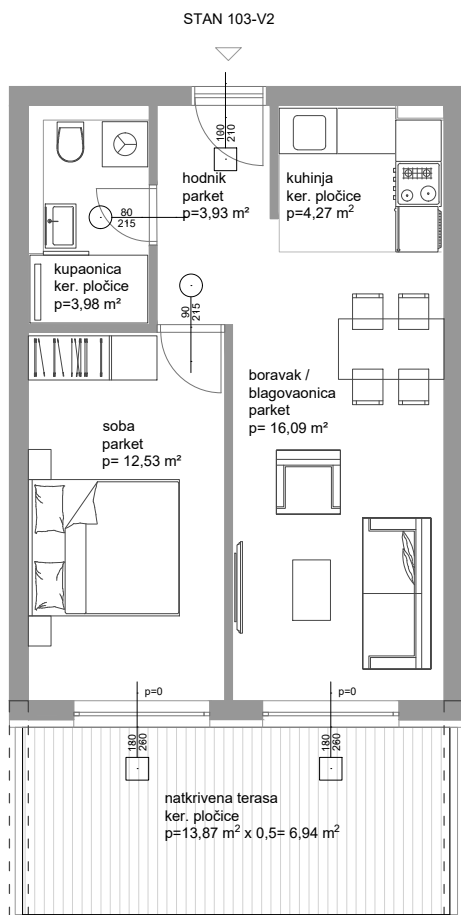 STAN 103-V2
100
210
hodnik
parket
p=3,93 m²
kuhinja
ker. pločice
p=4,27 m²
80
215
kupaonica
ker. pločice
p=3,98 m²
90
215
boravak /
blagovaonica
parket
p= 16,09 m²
soba
parket
p= 12,53 m²
p=0
p=0
180
260
180
260
natkrivena terasa
ker. pločice
p=13,87 m² x 0,5= 6,94 m²